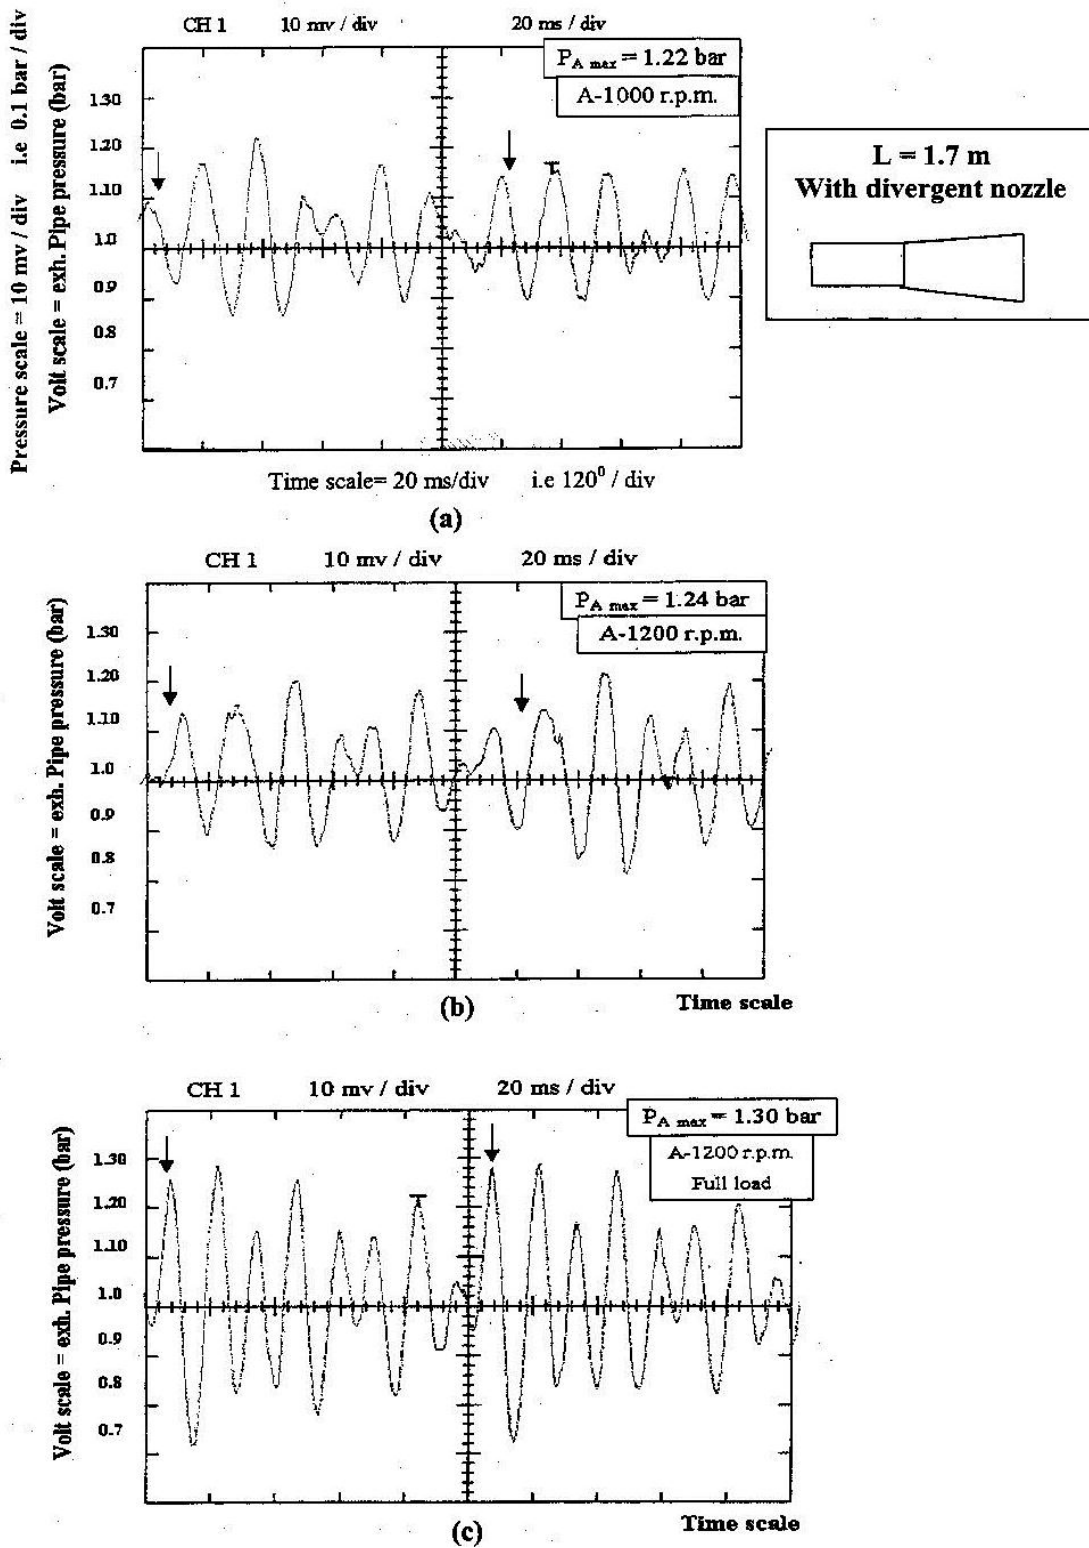 CH 1 10 mv / div 20 ms / div
Pressure scale = 10 mv / div i.e 0.1 bar / div
Volt scale = exh. Pipe pressure (bar)
P_A max = 1.22 bar
A-1000 r.p.m.
1.30
1.20
1.10
1.0
0.9
0.8
0.7
L = 1.7 m
With divergent nozzle
Time scale= 20 ms/div i.e 120⁰ / div
(a)
CH 1 10 mv / div 20 ms / div
Volt scale = exh. Pipe pressure (bar)
P_A max = 1.24 bar
A-1200 r.p.m.
1.30
1.20
1.10
1.0
0.9
0.8
0.7
(b) Time scale
CH 1 10 mv / div 20 ms / div
Volt scale = exh. Pipe pressure (bar)
P_A max = 1.30 bar
A-1200 r.p.m.
Full load
1.30
1.20
1.10
1.0
0.9
0.8
0.7
(c) Time scale